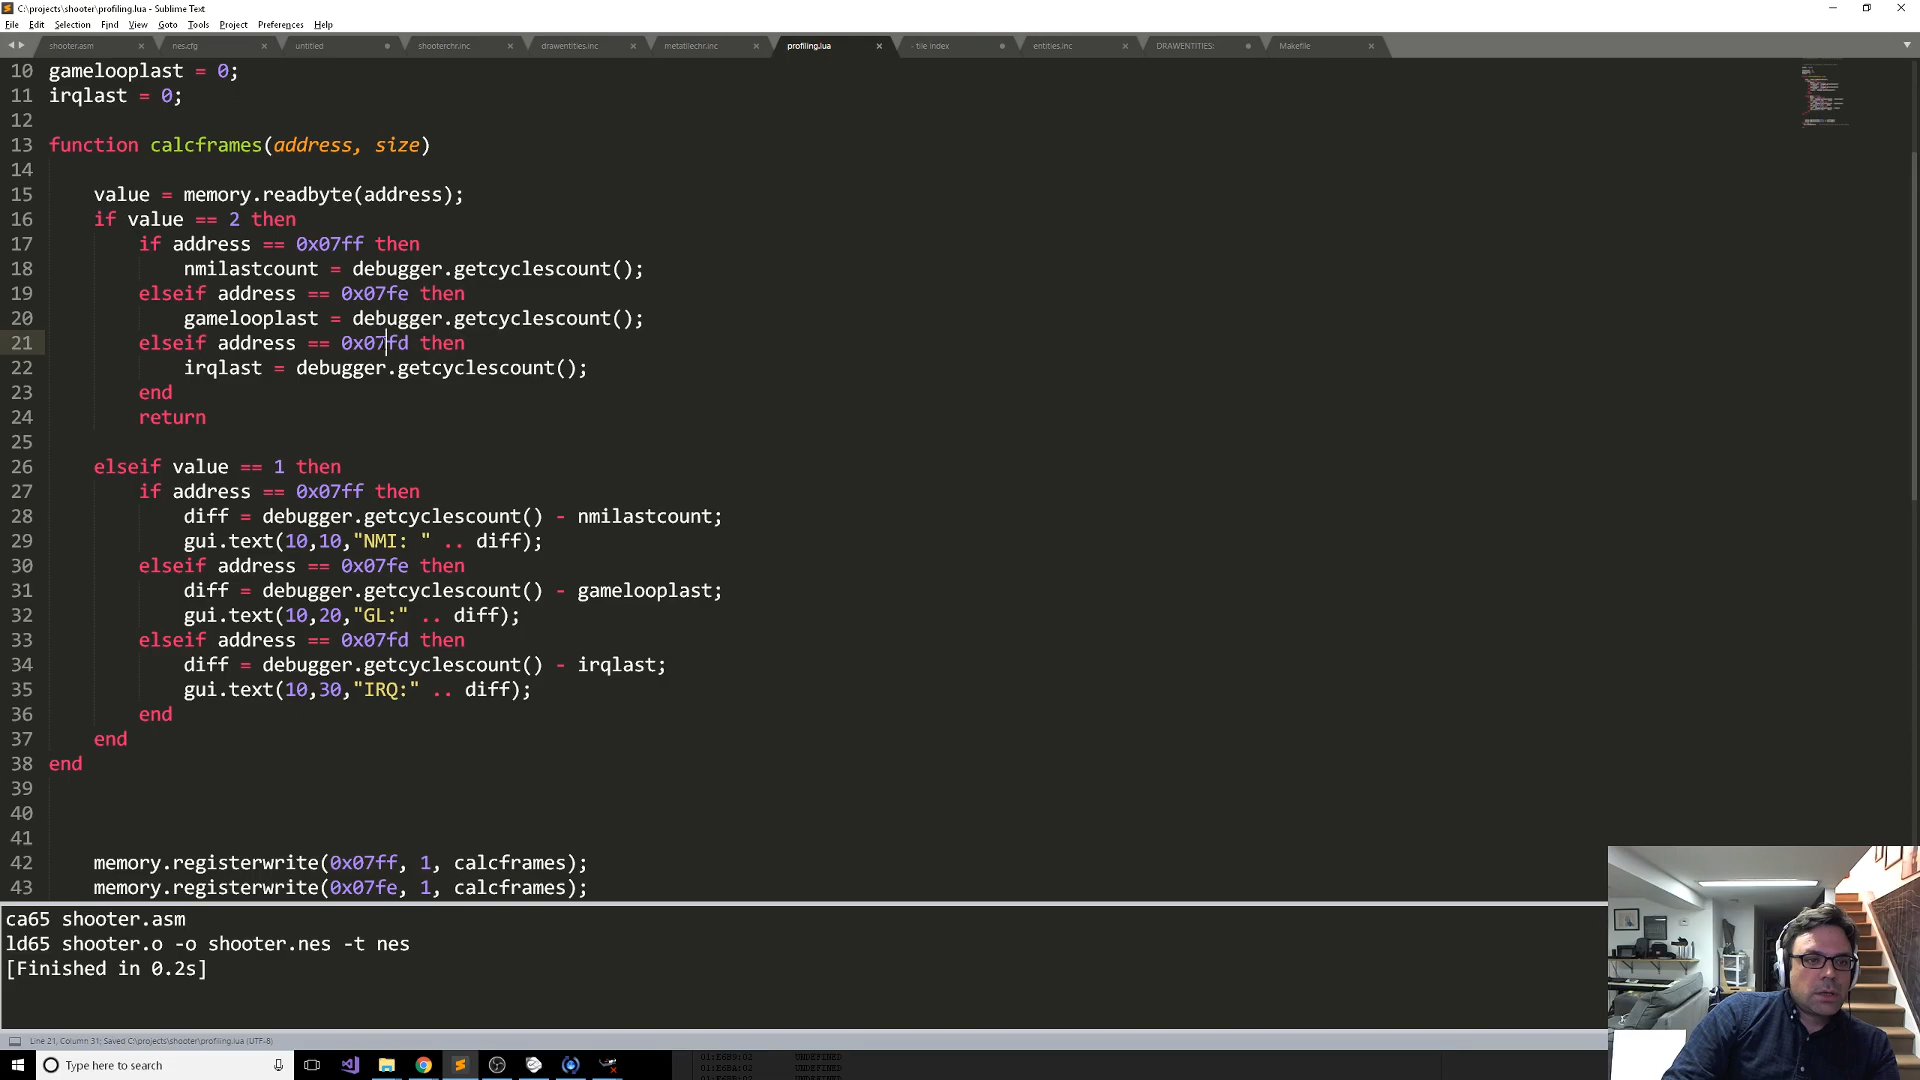 C:\projects\shooter\profiling.lua - Sublime Text
File Edit Selection Find View Goto Tools Project Preferences Help
shooter.asm nes.cfg untitled shooterchr.inc drawentities.inc metatilechr.inc profiling.lua - tile index entities.inc DRAWENTITIES: Makefile
10 gamelooplast = 0;
11 irqlast = 0;
12
13 function calcframes(address, size)
14
15 value = memory.readbyte(address);
16 if value == 2 then
17 if address == 0x07ff then
18 nmilastcount = debugger.getcyclescount();
19 elseif address == 0x07fe then
20 gamelooplast = debugger.getcyclescount();
21 elseif address == 0x07fd then
22 irqlast = debugger.getcyclescount();
23 end
24 return
25
26 elseif value == 1 then
27 if address == 0x07ff then
28 diff = debugger.getcyclescount() - nmilastcount;
29 gui.text(10,10,"NMI: " .. diff);
30 elseif address == 0x07fe then
31 diff = debugger.getcyclescount() - gamelooplast;
32 gui.text(10,20,"GL:" .. diff);
33 elseif address == 0x07fd then
34 diff = debugger.getcyclescount() - irqlast;
35 gui.text(10,30,"IRQ:" .. diff);
36 end
37 end
38 end
39
40
41
42 memory.registerwrite(0x07ff, 1, calcframes);
43 memory.registerwrite(0x07fe, 1, calcframes);
ca65 shooter.asm
ld65 shooter.o -o shooter.nes -t nes
[Finished in 0.2s]
Line 21, Column 31; Saved C:\projects\shooter\profiling.lua (UTF-8)
Type here to search
01:E6B9:02 UNDEFINED
01:E6BA:02 UNDEFINED